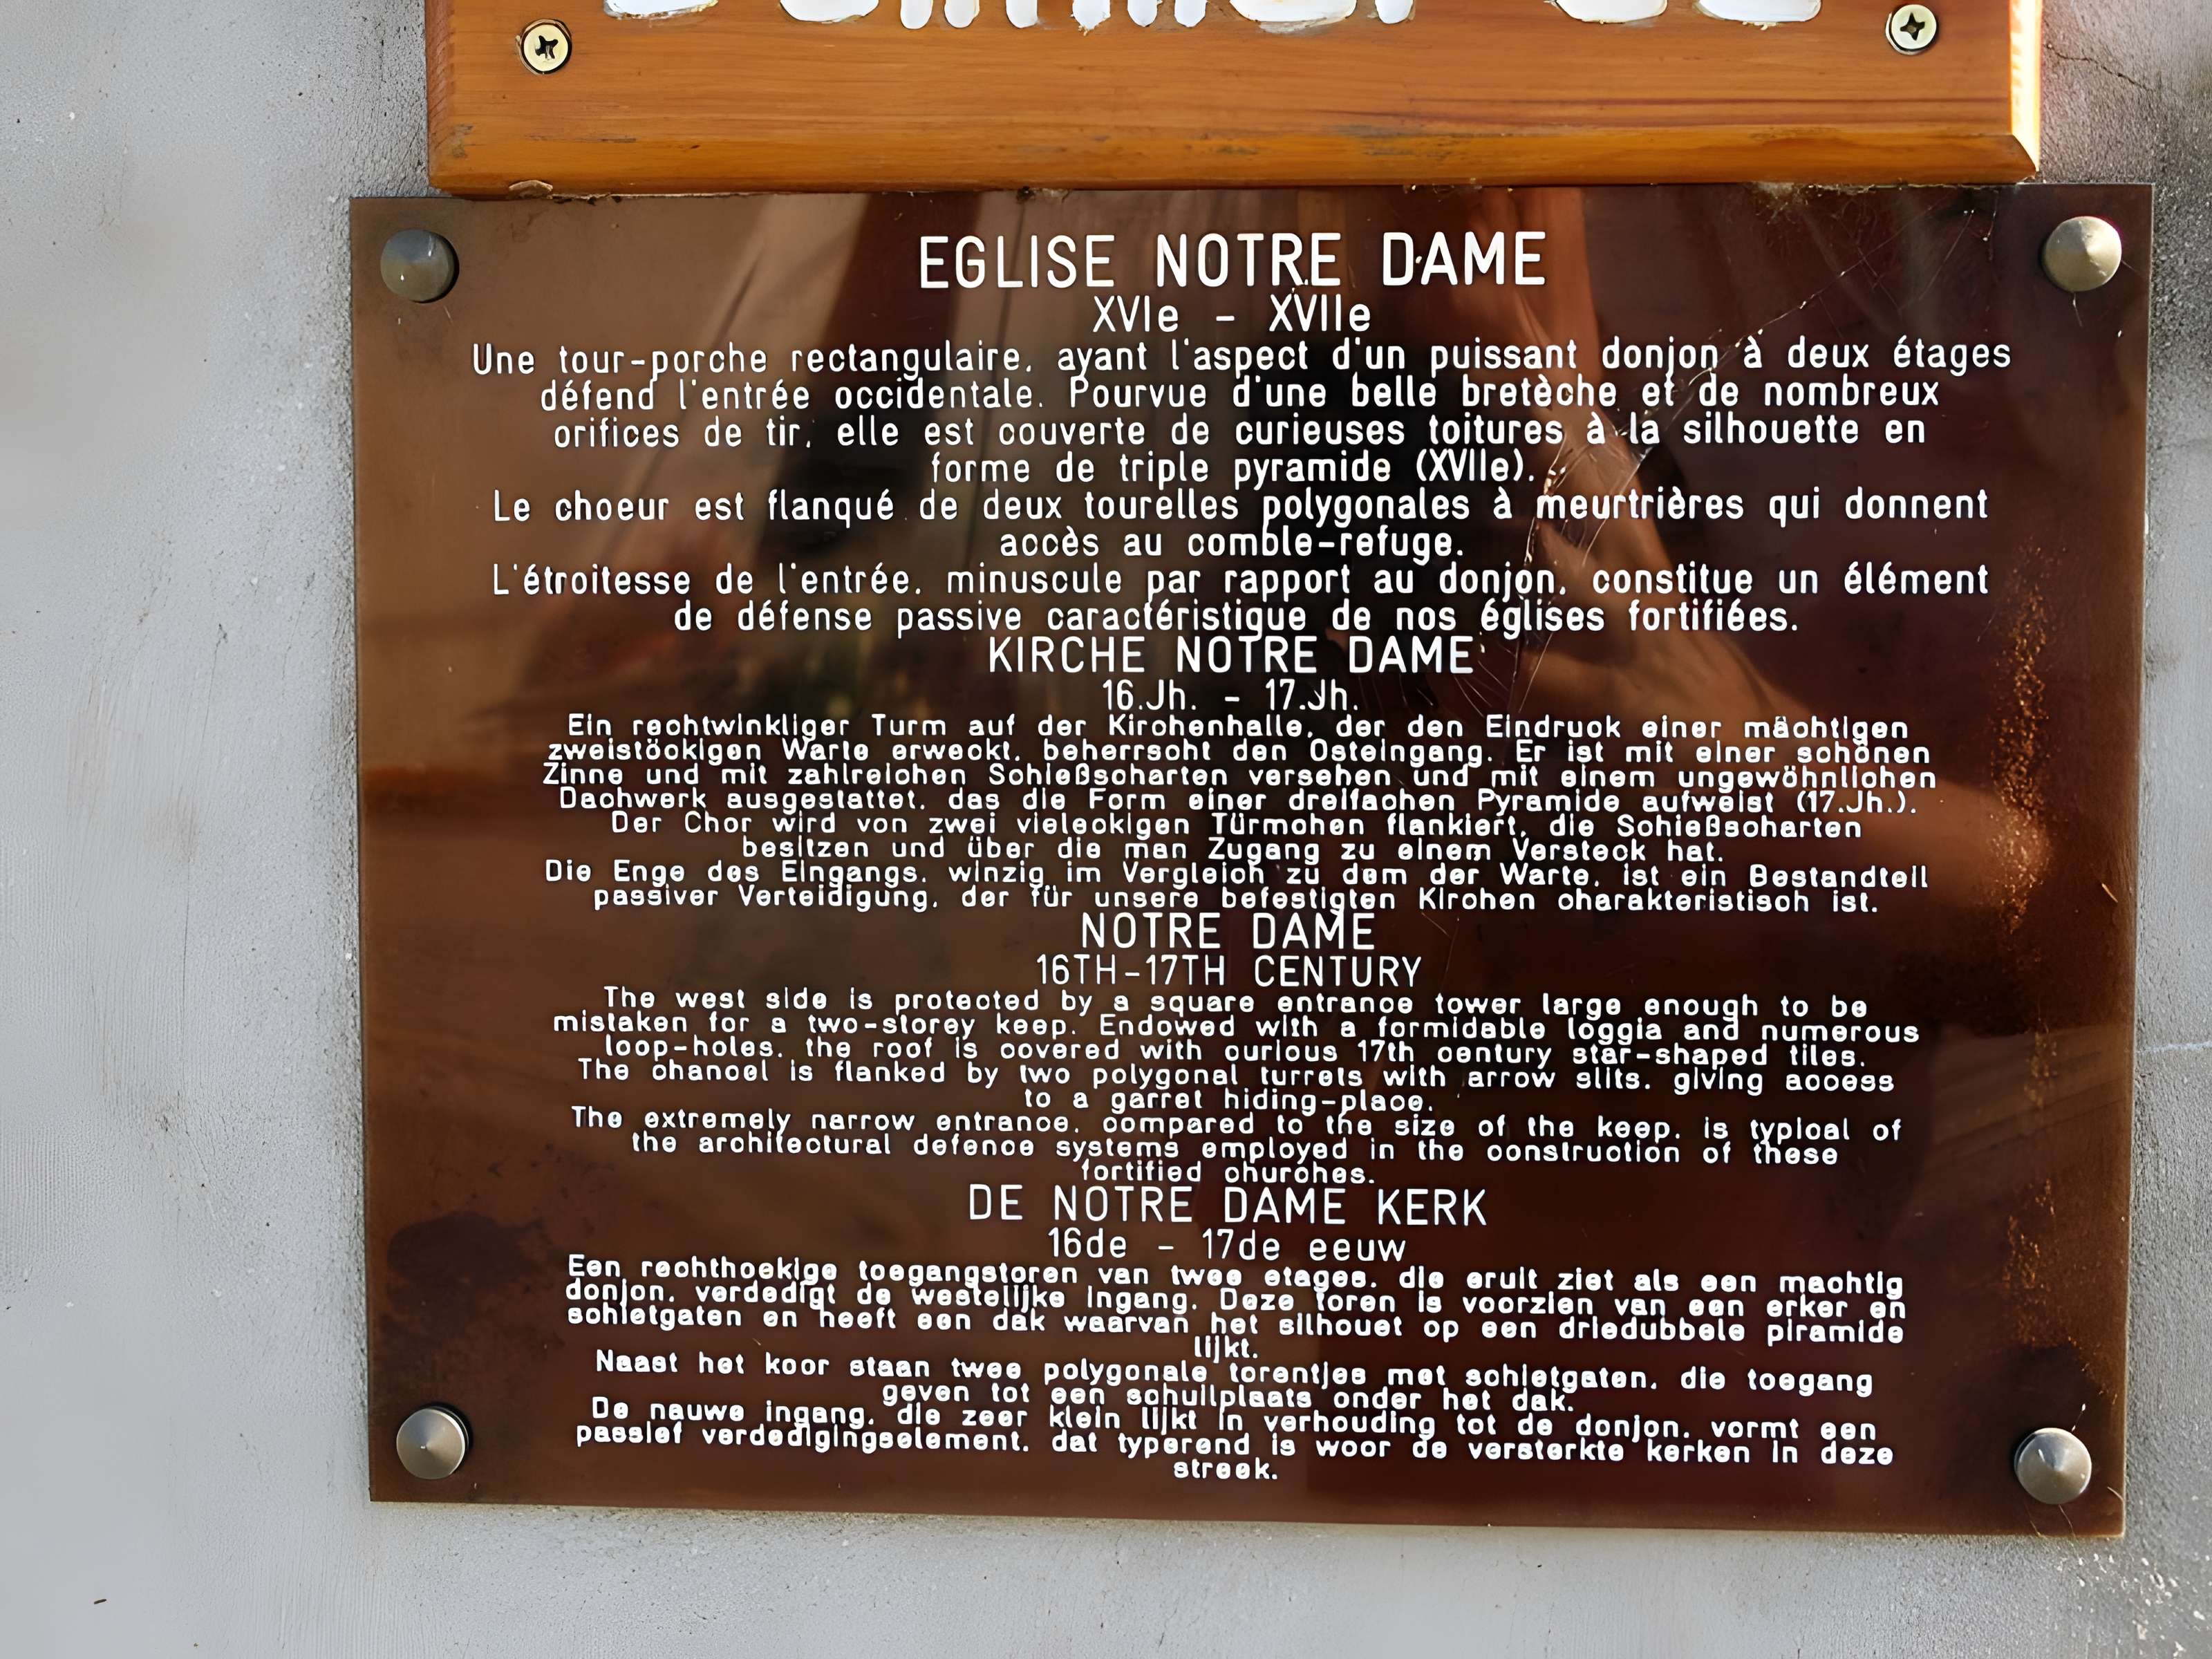 EGLISE NOTRE DAME
XVIe - XVIIe
Une tour-porche rectangulaire, ayant l'aspect d'un puissant donjon à deux étages
défend l'entrée occidentale. Pourvue d'une belle bretèche et de nombreux
orifices de tir, elle est couverte de curieuses toitures à la silhouette en
forme de triple pyramide (XVIIe).
Le choeur est flanqué de deux tourelles polygonales à meurtrières qui donnent
accès au comble-refuge.
L'étroitesse de l'entrée, minuscule par rapport au donjon, constitue un élément
de défense passive caractéristique de nos églises fortifiées.
KIRCHE NOTRE DAME
16.Jh. - 17.Jh.
Ein rechtwinkliger Turm auf der Kirchenhalle, der den Eindruck einer mächtigen
zweistöckigen Warte erweckt, beherrscht den Osteingang. Er ist mit einer schönen
Zinne und mit zahlreichen Schießscharten versehen und mit einem ungewöhnlichen
Dachwerk ausgestattet, das die Form einer dreifachen Pyramide aufweist (17.Jh.).
Der Chor wird von zwei vieleckigen Türmchen flankiert, die Schießscharten
besitzen und über die man Zugang zu einem Versteck hat.
Die Enge des Eingangs, winzig im Vergleich zu dem der Warte, ist ein Bestandteil
passiver Verteidigung, der für unsere befestigten Kirchen charakteristisch ist.
NOTRE DAME
16TH-17TH CENTURY
The west side is protected by a square entrance tower large enough to be
mistaken for a two-storey keep. Endowed with a formidable loggia and numerous
loop-holes, the roof is covered with curious 17th century star-shaped tiles.
The chancel is flanked by two polygonal turrets with arrow slits, giving access
to a garret hiding-place.
The extremely narrow entrance, compared to the size of the keep, is typical of
the architectural defence systems employed in the construction of these
fortified churches.
DE NOTRE DAME KERK
16de - 17de eeuw
Een rechthoekige toegangstoren van twee etages, die eruit ziet als een machtig
donjon, verdedigt de westelijke ingang. Deze toren is voorzien van een erker en
schietgaten en heeft een dak waarvan het silhouet op een driedubbele piramide
lijkt.
Naast het koor staan twee polygonale torentjes met schietgaten, die toegang
geven tot een schuilplaats onder het dak.
De nauwe ingang, die zeer klein lijkt in verhouding tot de donjon, vormt een
passief verdedigingselement, dat typerend is woor de versterkte kerken in deze
streek.